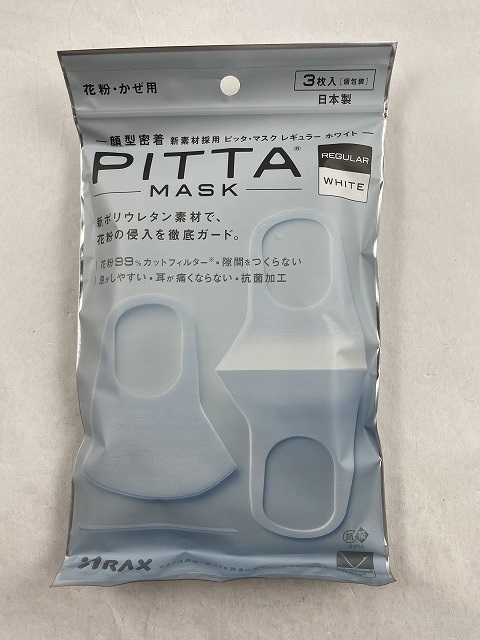 花粉・かぜ用
3枚入[個包装]
日本製
顔型密着 新素材採用 ピッタ・マスク レギュラー ホワイト
PITTA®
MASK
REGULAR
WHITE
新ポリウレタン素材で、
花粉の侵入を徹底ガード。
花粉99%カットフィルター※・隙間をつくらない
息がしやすい・耳が痛くならない・抗菌加工
ARAX